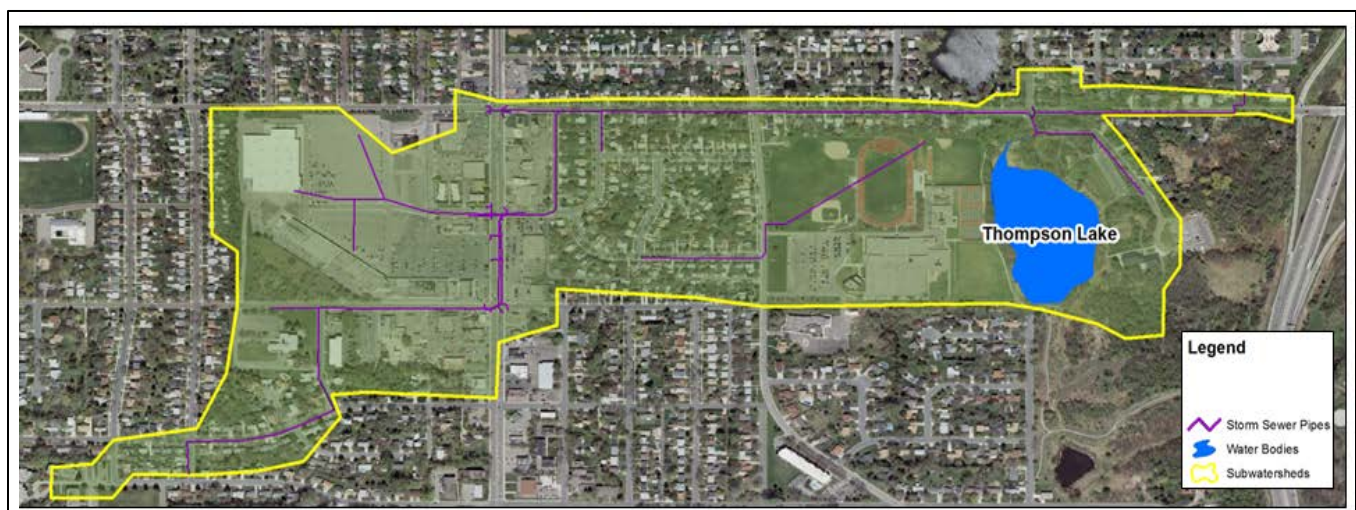 Thompson Lake
Legend
Storm Sewer Pipes
Water Bodies
Subwatersheds